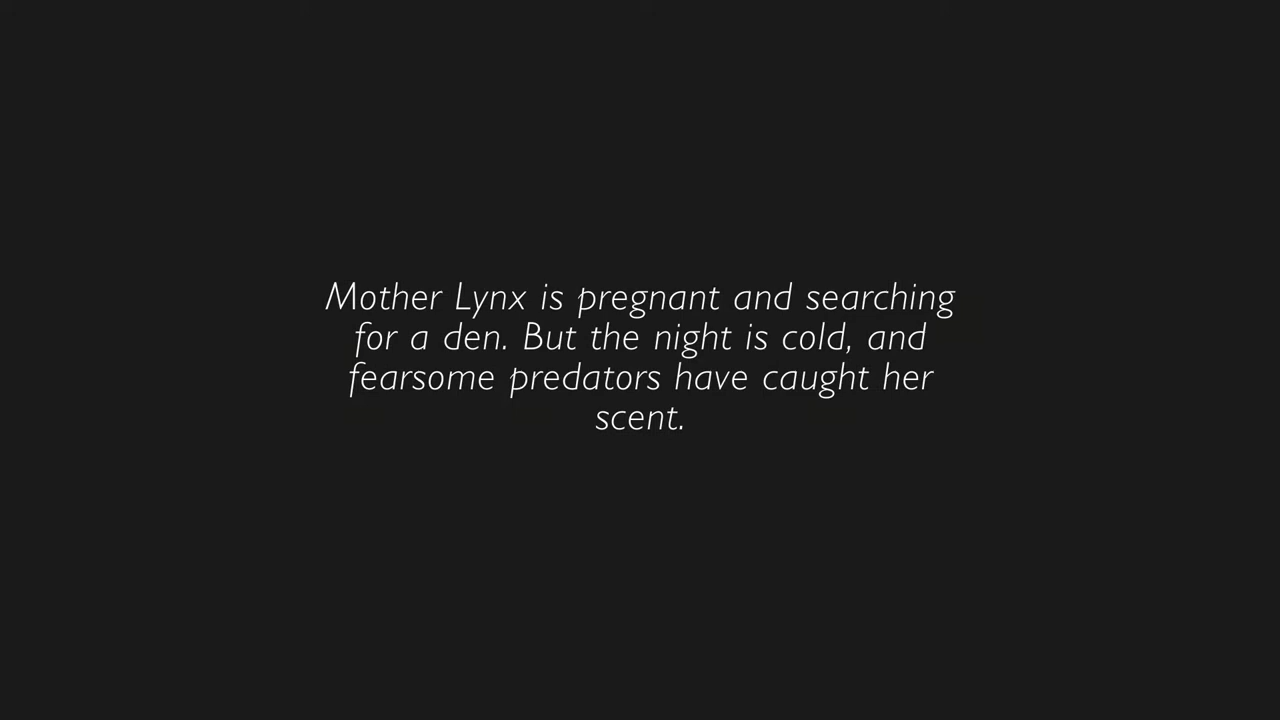 Mother Lynx is pregnant and searching
for a den. But the night is cold, and
fearsome predators have caught her
scent.